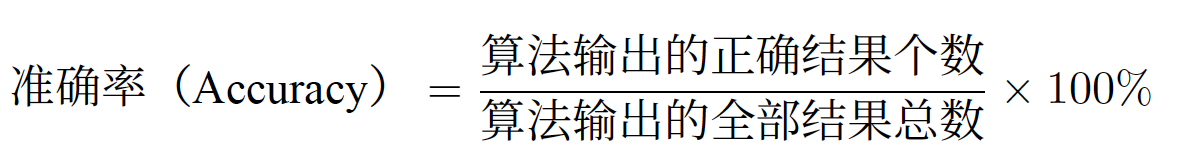 算法输出的正确结果个数
准确率（Accuracy） = ———— × 100%
算法输出的全部结果总数